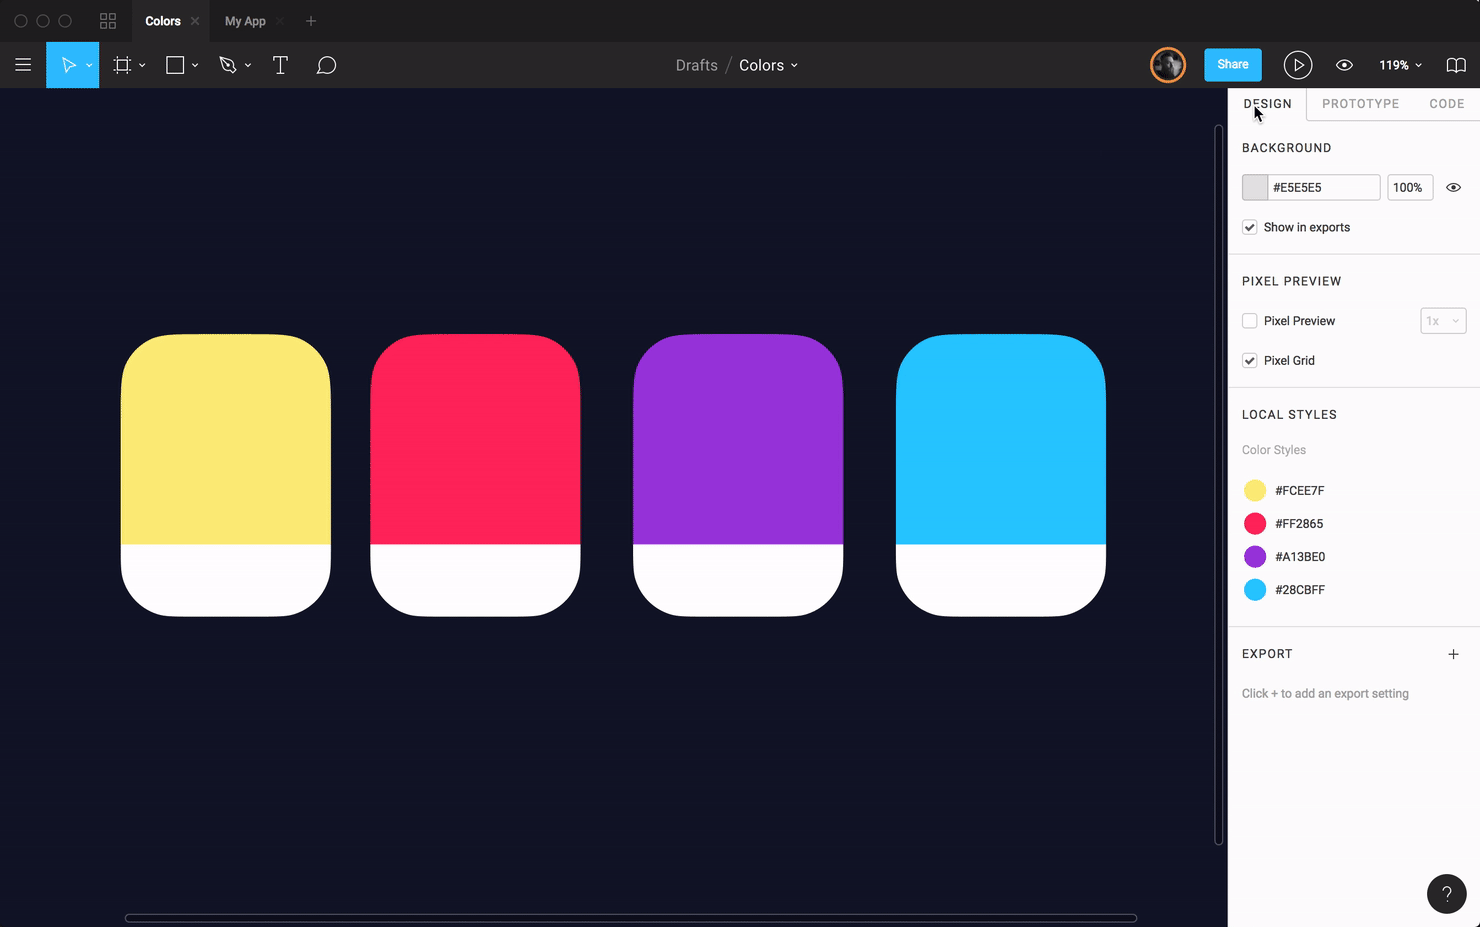 Colors
My App
Drafts / Colors
Share
119%
DESIGN
PROTOTYPE
CODE
BACKGROUND
#E5E5E5
100%
Show in exports
PIXEL PREVIEW
Pixel Preview
1x
Pixel Grid
LOCAL STYLES
Color Styles
#FCEE7F
#FF2865
#A13BE0
#28CBFF
EXPORT
Click + to add an export setting
?